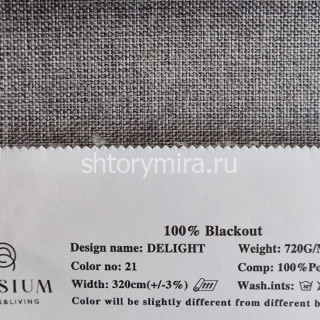 shtorymira.ru
100% Blackout
Design name: DELIGHT Weight: 720G/M
Color no: 21 Comp: 100%Po
Width: 320cm(+/-3%) Wash.ints:
SIUM
&LIVING
Color will be slightly different from different b